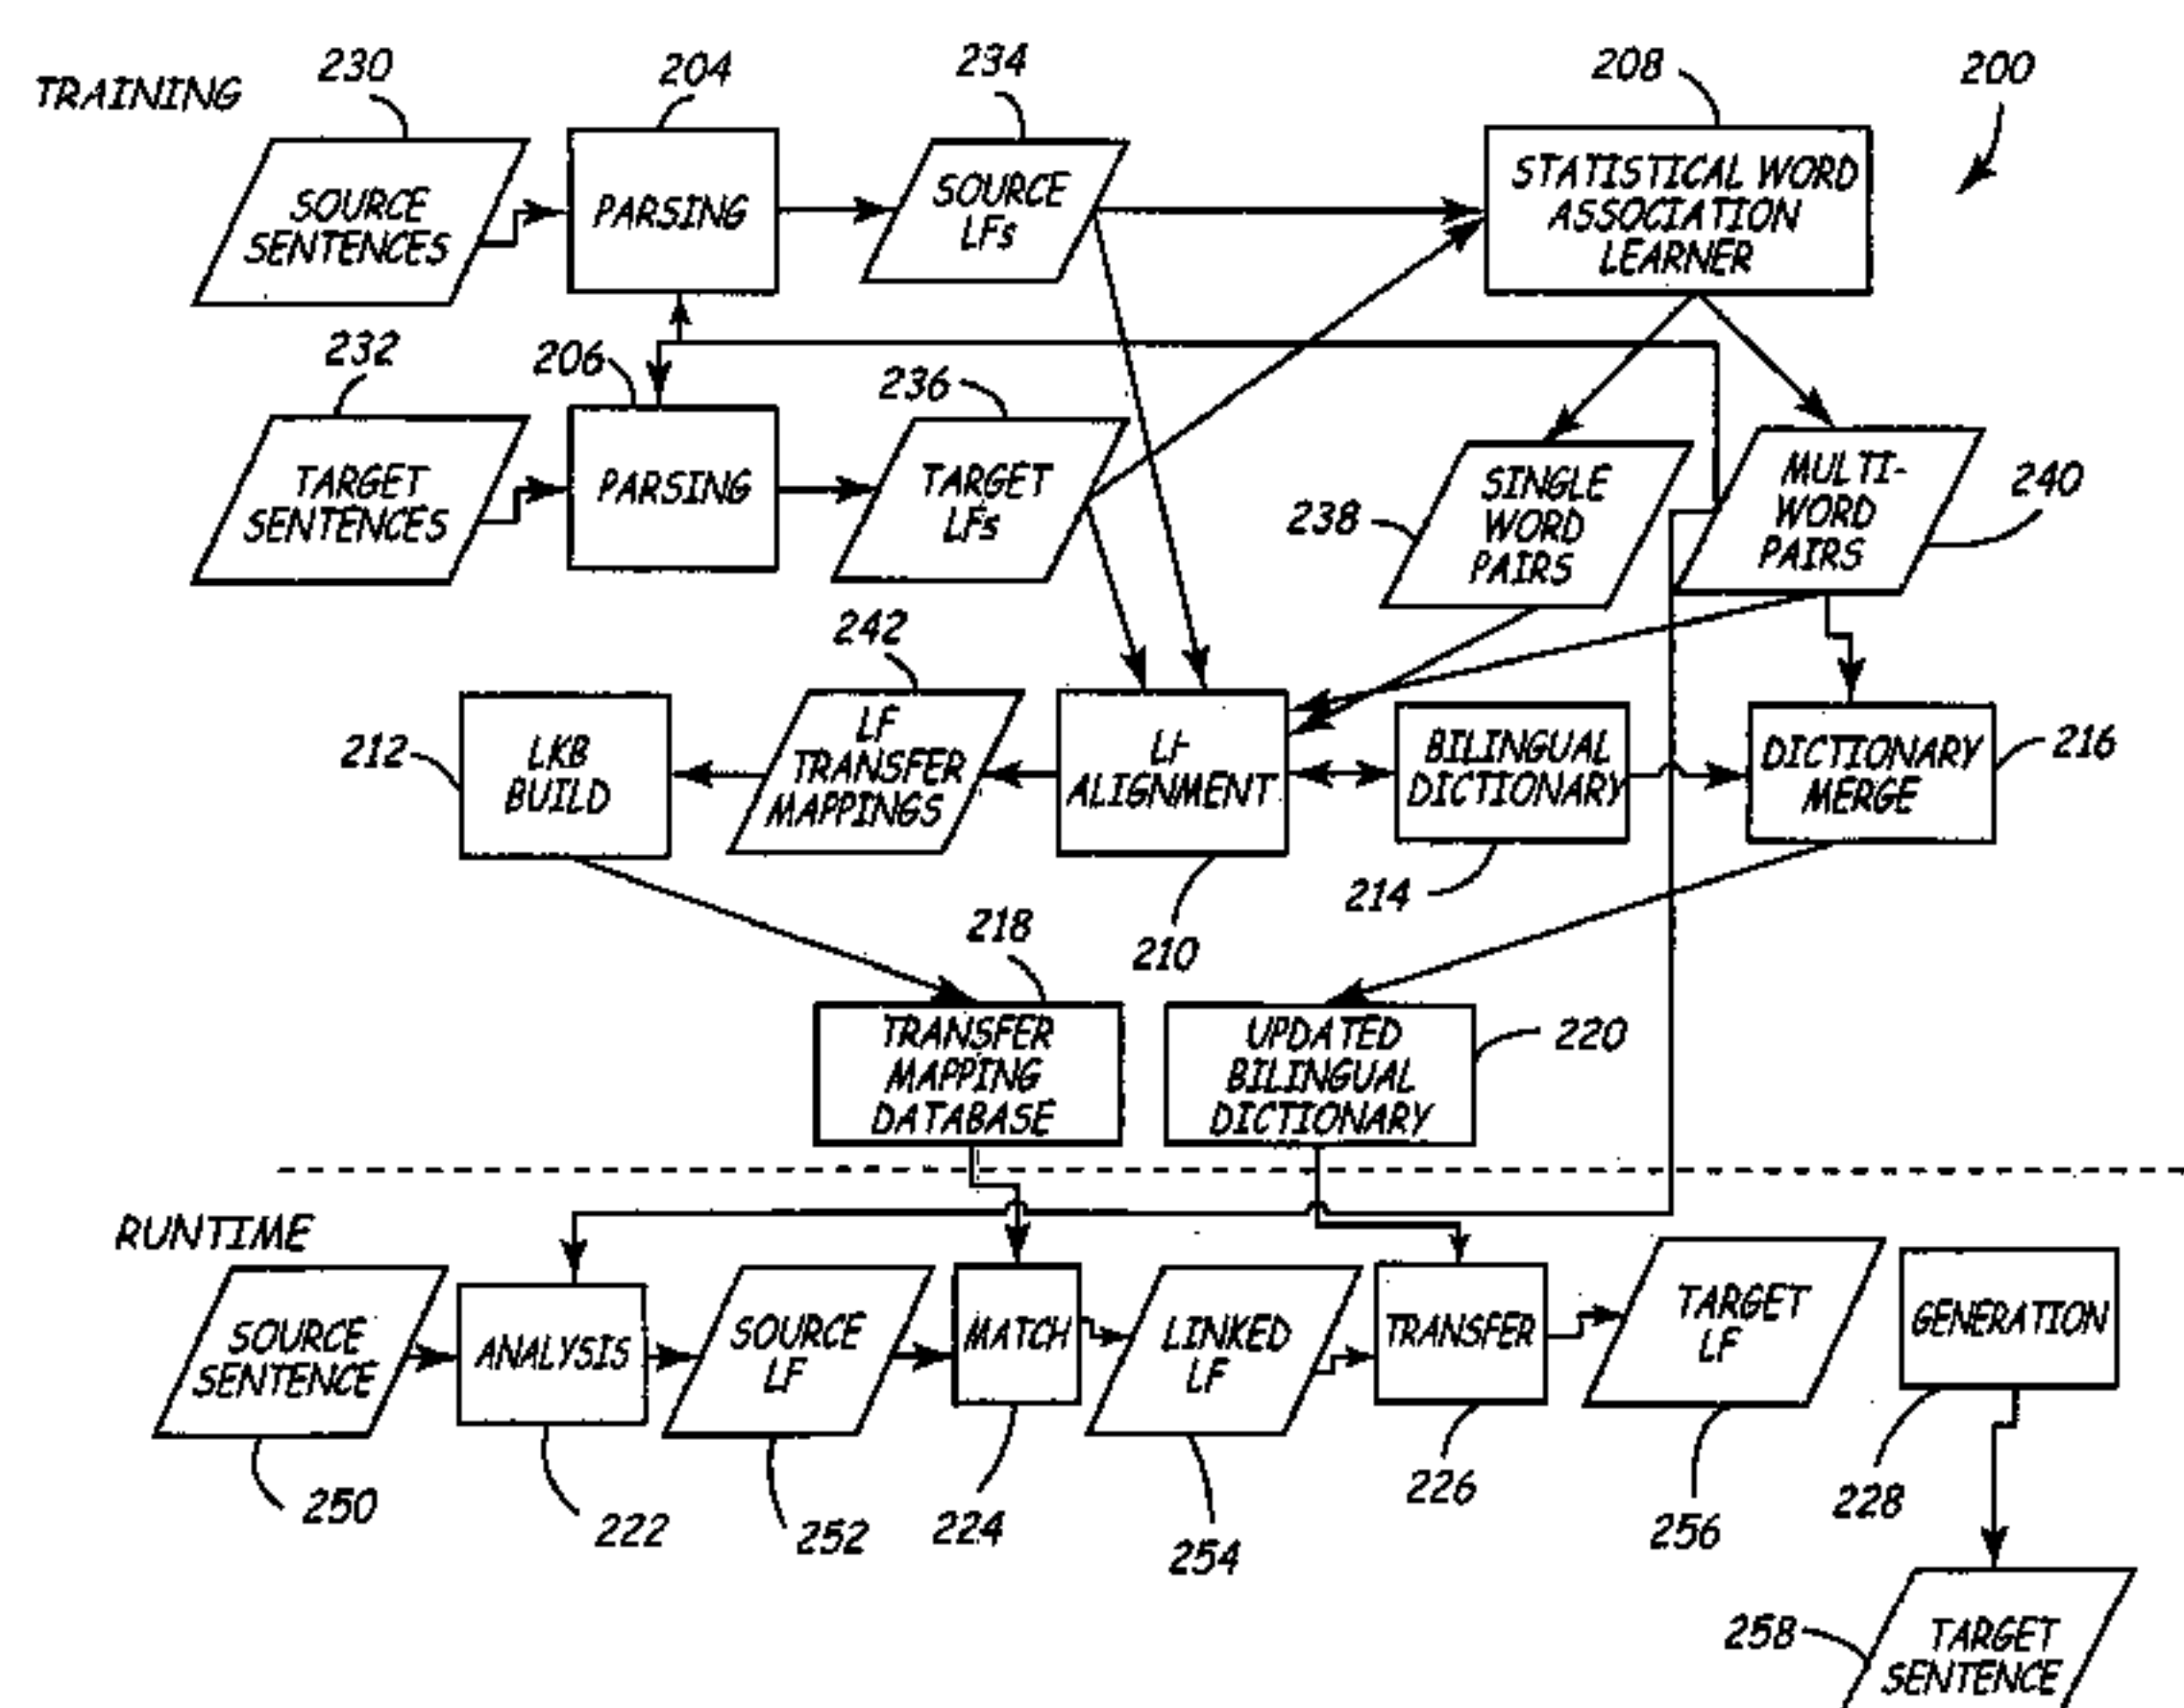 TRAINING
230
204
234
208
200
SOURCE
SENTENCES
PARSING
SOURCE
LFs
STATISTICAL WORD
ASSOCIATION
LEARNER
232
206
236
TARGET
SENTENCES
PARSING
TARGET
LFs
238
SINGLE
WORD
PAIRS
MULTI-
WORD
PAIRS
240
242
212
LKB
BUILD
LF
TRANSFER
MAPPINGS
LF
ALIGNMENT
BILINGUAL
DICTIONARY
DICTIONARY
MERGE
216
214
210
218
TRANSFER
MAPPING
DATABASE
UPDATED
BILINGUAL
DICTIONARY
220
RUNTIME
SOURCE
SENTENCE
ANALYSIS
SOURCE
LF
MATCH
LINKED
LF
TRANSFER
TARGET
LF
GENERATION
250
222
252
224
254
226
256
228
258
TARGET
SENTENCE